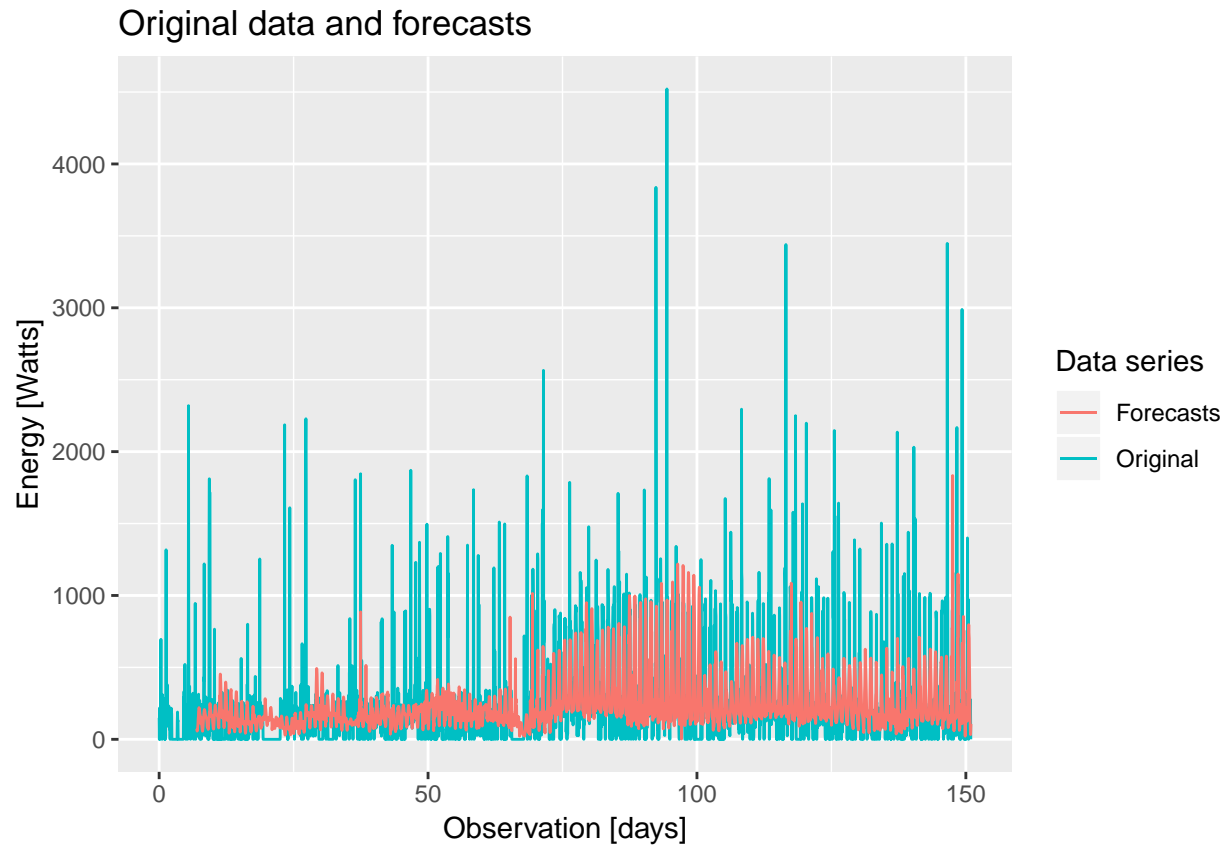 Original data and forecasts
Energy [Watts]
4000
3000
2000
1000
0
0
50
100
150
Observation [days]
Data series
Forecasts
Original